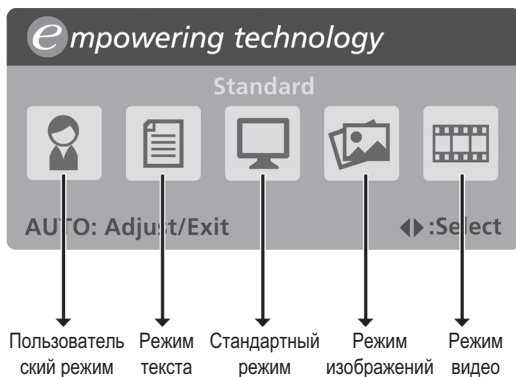 empowering technology
Standard
AUTO: Adjust/Exit
:Select
Пользователь Режим Стандартный Режим Режим
ский режим текста режим изображений видео